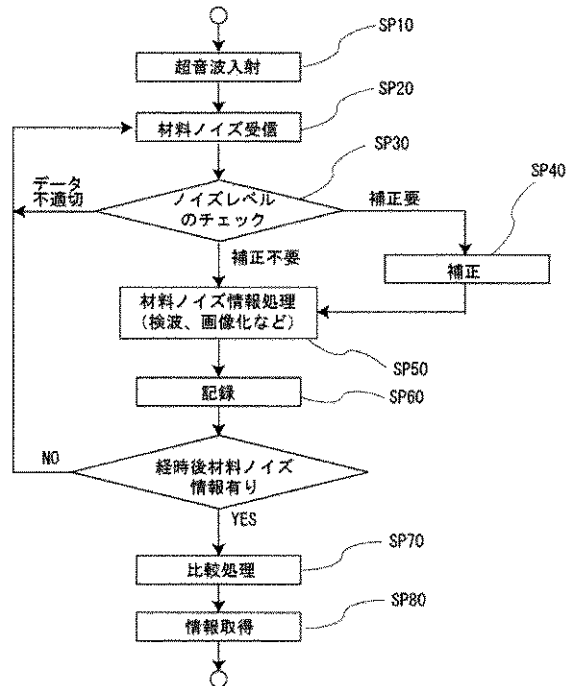 SP10
超音波入射
SP20
材料ノイズ受信
SP30
データ
不適切
ノイズレベル
のチェック
補正要
SP40
補正
補正不要
材料ノイズ情報処理
(検波、画像化など)
SP50
記録
SP60
NO
経時後材料ノイズ
情報有り
YES
SP70
比較処理
SP80
情報取得